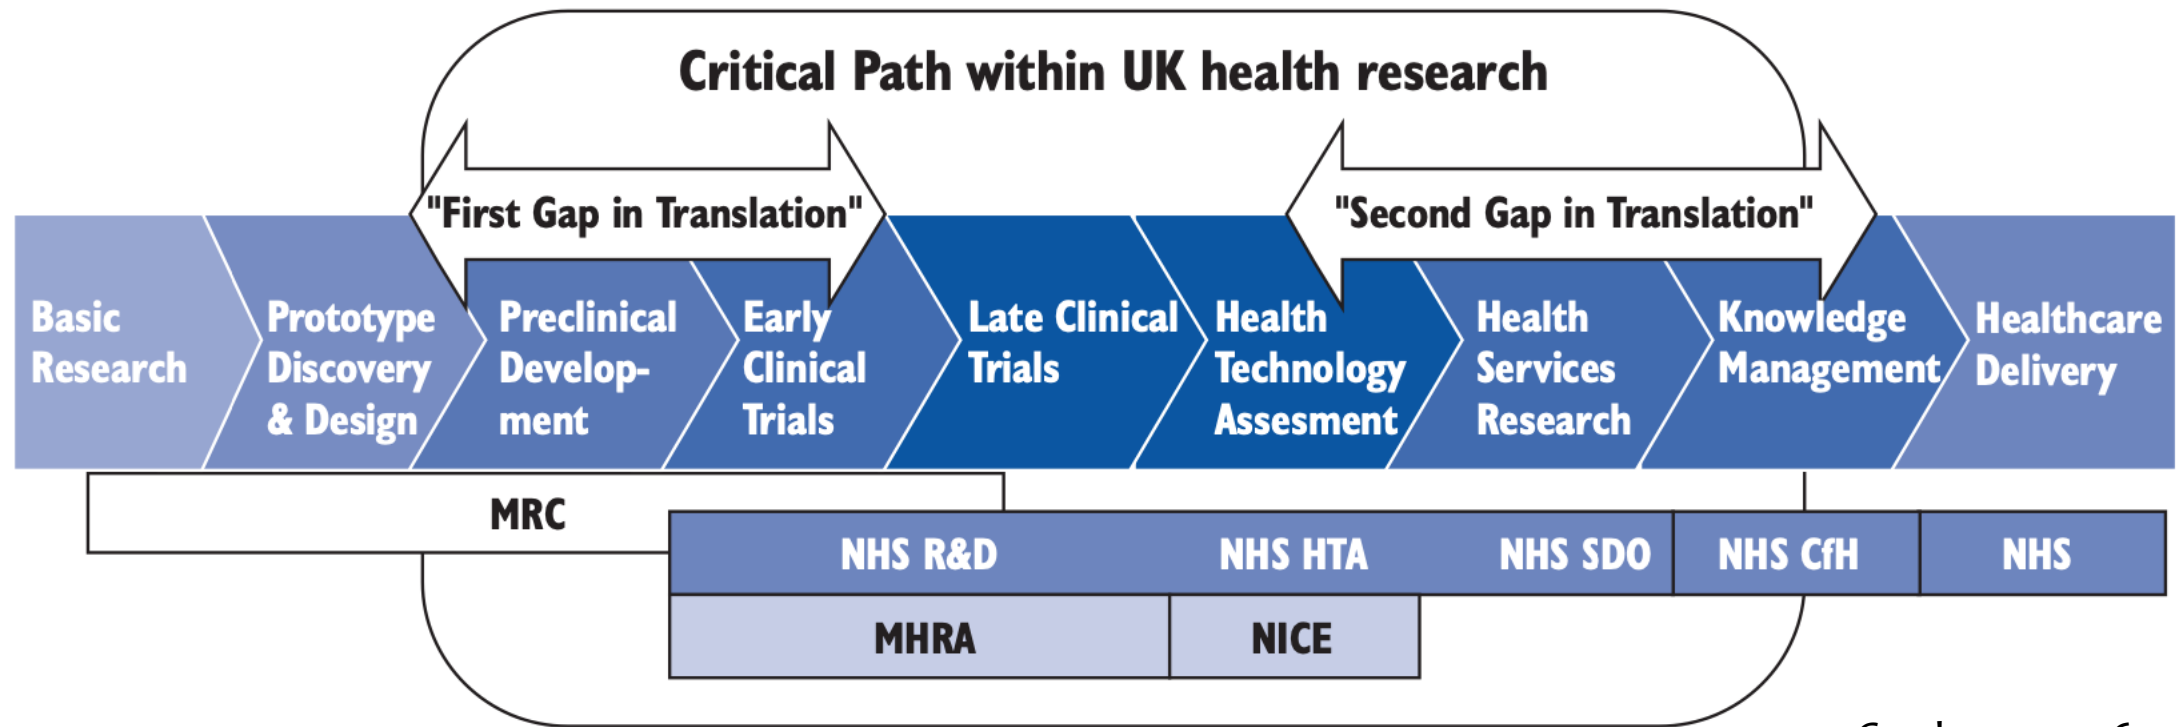 Critical Path within UK health research
"First Gap in Translation"
"Second Gap in Translation"
Basic
Research
Prototype
Discovery
& Design
Preclinical
Develop-
ment
Early
Clinical
Trials
Late Clinical
Trials
Health
Technology
Assesment
Health
Services
Research
Knowledge
Management
Healthcare
Delivery
MRC
NHS R&D
NHS HTA
NHS SDO
NHS CfH
NHS
MHRA
NICE